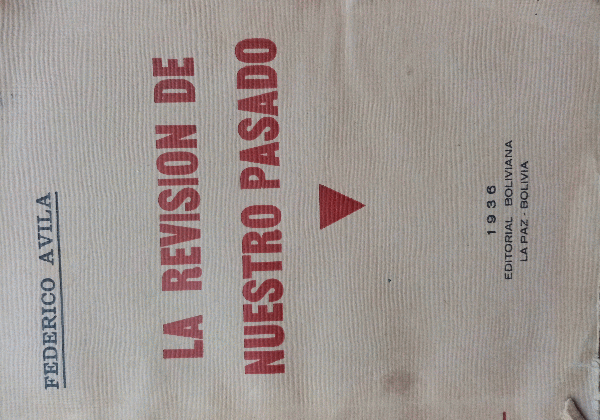 FEDERICO AVILA
LA REVISION DE
NUESTRO PASADO
1936
EDITORIAL BOLIVIANA
LA PAZ - BOLIVIA